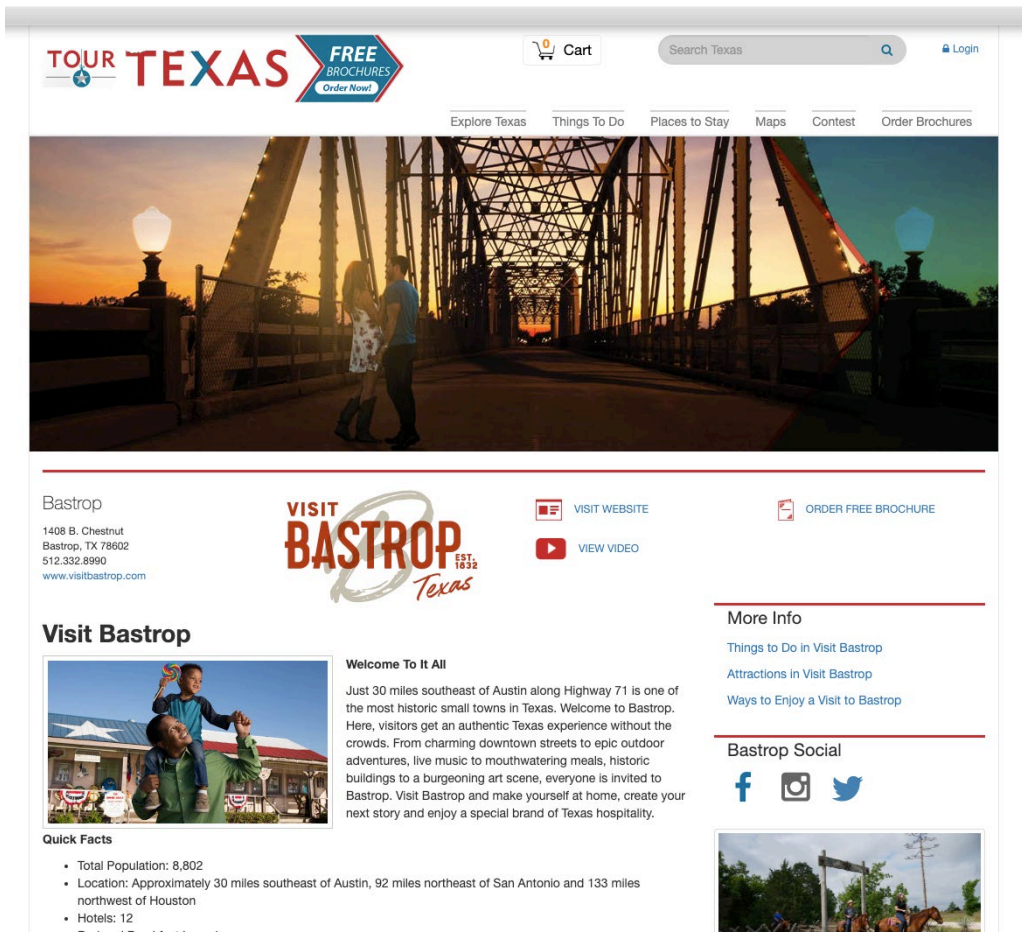 TOUR TEXAS
FREE
BROCHURES
Order Now!
0
Cart
Search Texas
Login
Explore Texas
Things To Do
Places to Stay
Maps
Contest
Order Brochures
Bastrop
1408 B. Chestnut
Bastrop, TX 78602
512.332.8990
www.visitbastrop.com
VISIT
BASTROP
EST.
1832
Texas
VISIT WEBSITE
VIEW VIDEO
ORDER FREE BROCHURE
Visit Bastrop
Welcome To It All
Just 30 miles southeast of Austin along Highway 71 is one of
the most historic small towns in Texas. Welcome to Bastrop.
Here, visitors get an authentic Texas experience without the
crowds. From charming downtown streets to epic outdoor
adventures, live music to mouthwatering meals, historic
buildings to a burgeoning art scene, everyone is invited to
Bastrop. Visit Bastrop and make yourself at home, create your
next story and enjoy a special brand of Texas hospitality.
Quick Facts
• Total Population: 8,802
• Location: Approximately 30 miles southeast of Austin, 92 miles northeast of San Antonio and 133 miles
northwest of Houston
• Hotels: 12
More Info
Things to Do in Visit Bastrop
Attractions in Visit Bastrop
Ways to Enjoy a Visit to Bastrop
Bastrop Social